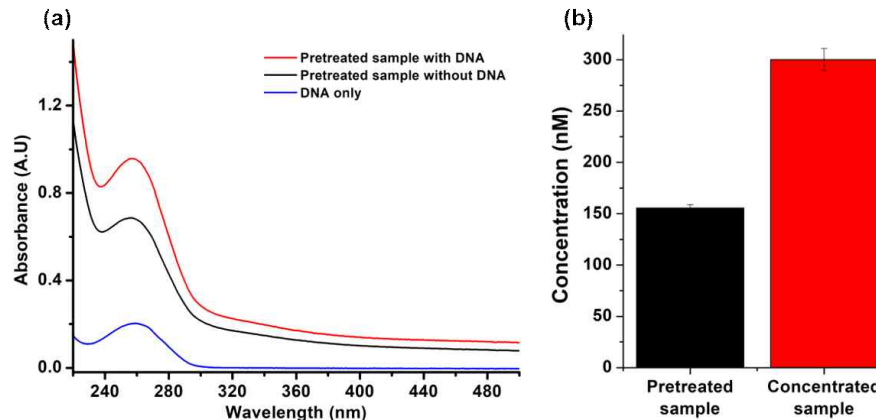 (a)
Pretreated sample with DNA
Pretreated sample without DNA
DNA only
1.2
0.8
0.4
0.0
Absorbance (A.U)
240 280 320 360 400 440 480
Wavelength (nm)
(b)
300
250
200
150
100
50
0
Concentration (nM)
Pretreated
sample
Concentrated
sample